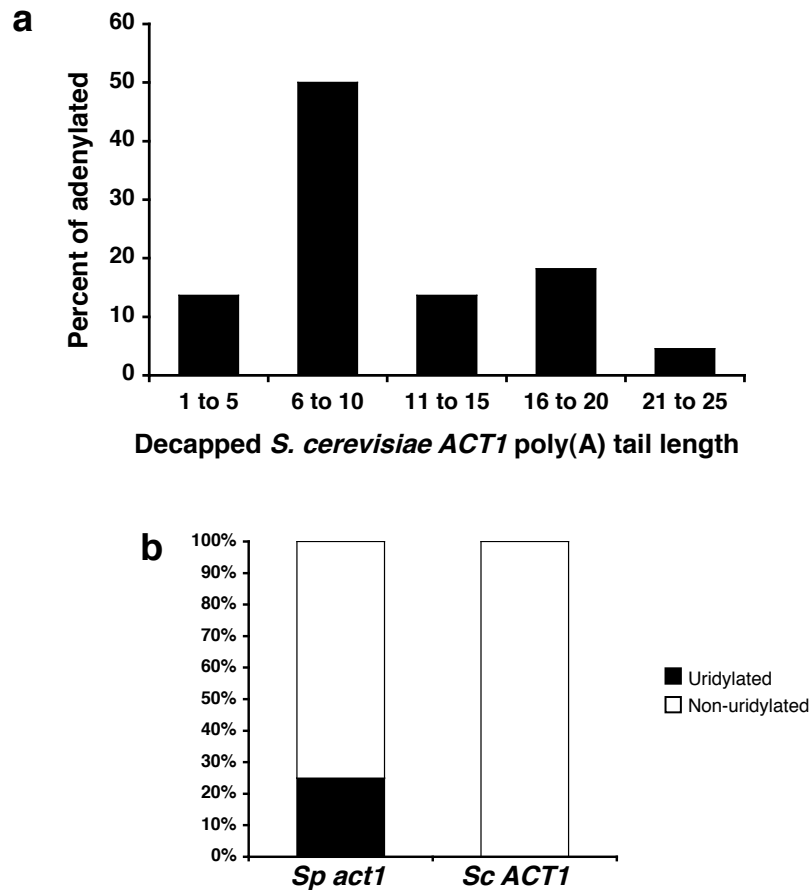 a
Percent of adenylated
60
50
40
30
20
10
0
1 to 5 6 to 10 11 to 15 16 to 20 21 to 25
Decapped S. cerevisiae ACT1 poly(A) tail length
b
100%
90%
80%
70%
60%
50%
40%
30%
20%
10%
0%
Sp act1 Sc ACT1
Uridylated
Non-uridylated